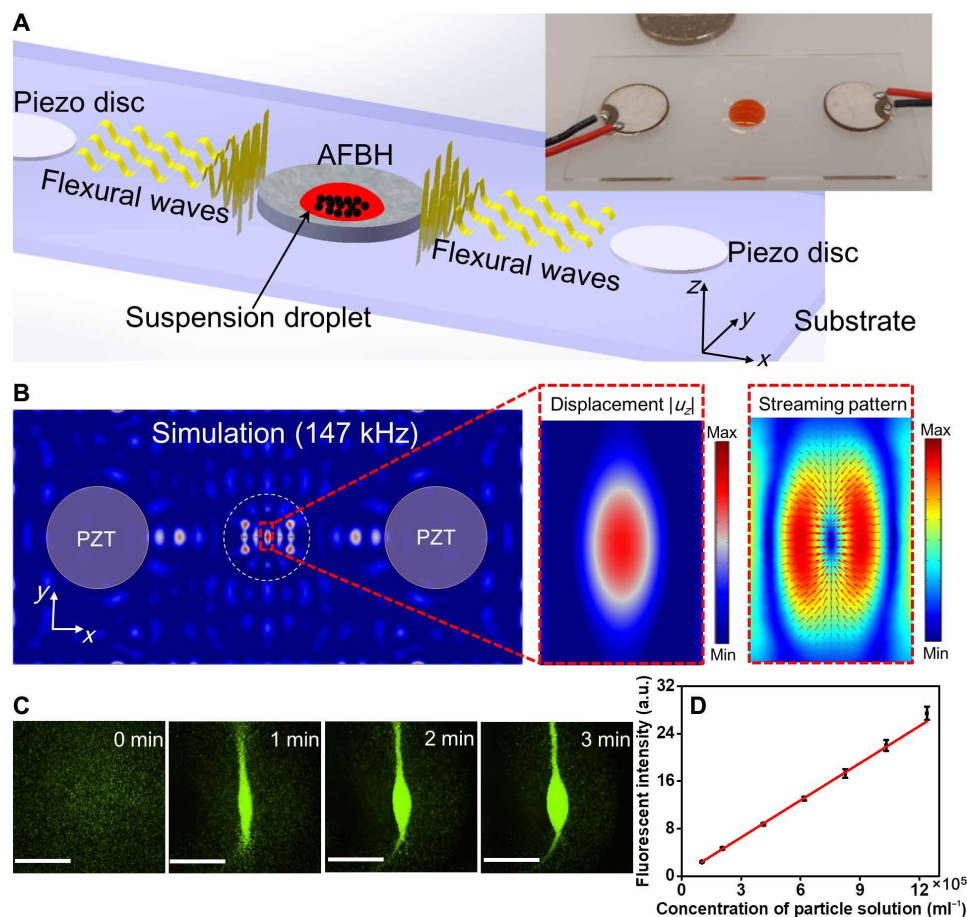 A
Piezo disc
Flexural waves
AFBH
Flexural waves
Piezo disc
Suspension droplet
Substrate
z
y
x
B
Simulation (147 kHz)
PZT
PZT
y
x
Displacement |u_z|
Max
Min
Streaming pattern
Max
Min
C
0 min
1 min
2 min
3 min
D
Fluorescent intensity (a.u.)
32
24
16
8
0
0
3
6
9
12
×10⁵
Concentration of particle solution (ml⁻¹)